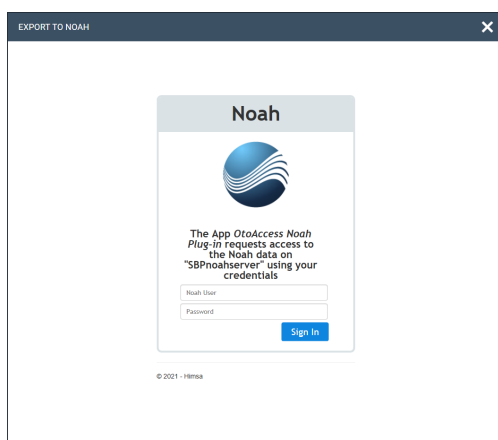 EXPORT TO NOAH
Noah
The App OtoAccess Noah
Plug-in requests access to
the Noah data on
"SBPnoahserver" using your
credentials
Noah User
Password
Sign In
© 2021 - Himsa